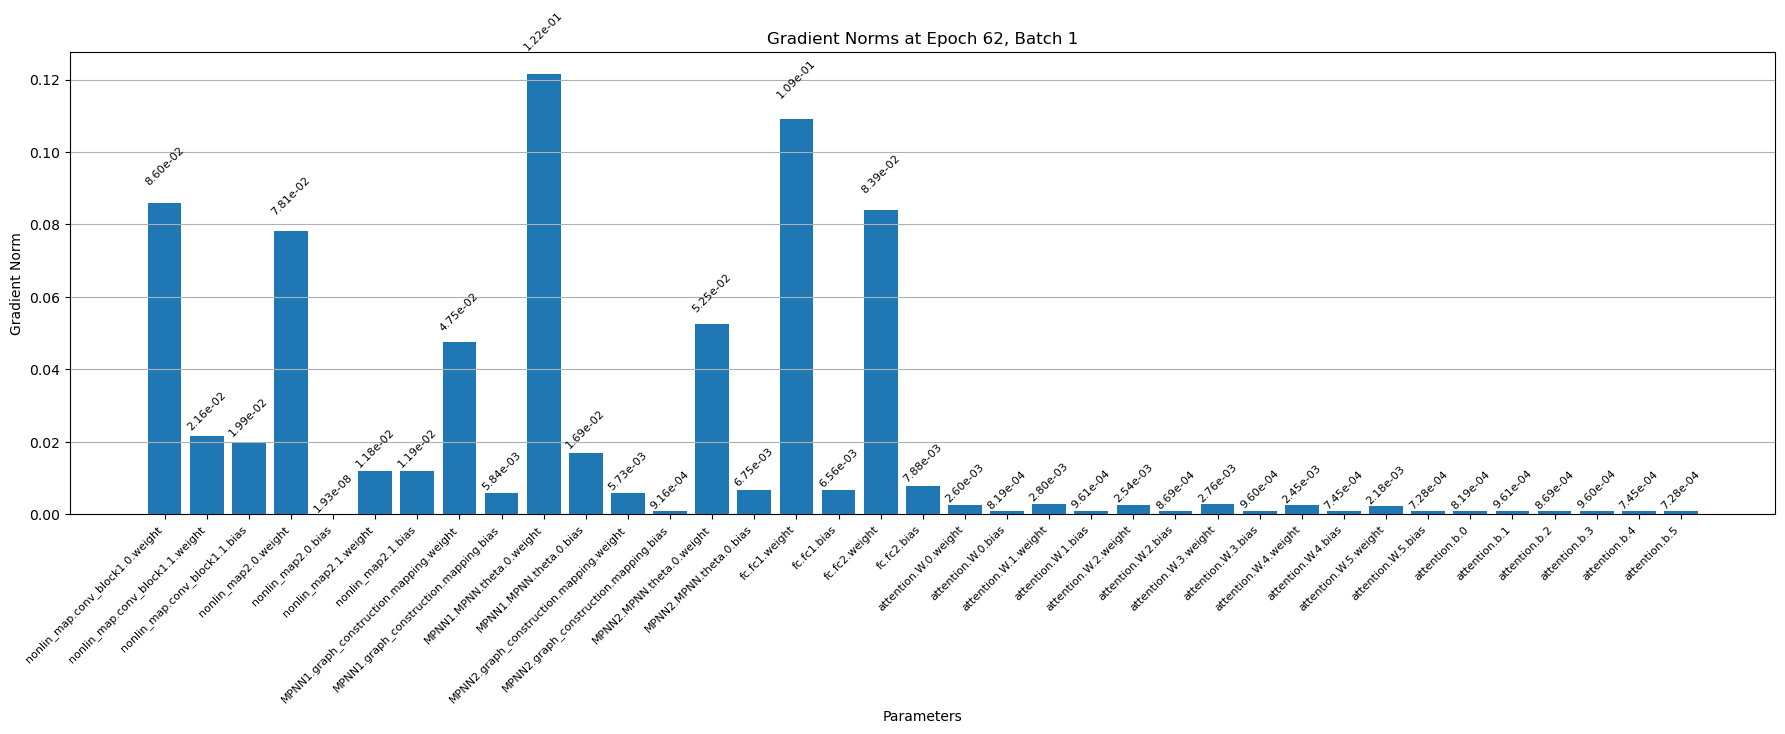 Gradient Norms at Epoch 62, Batch 1
Gradient Norm
0.12
0.10
0.08
0.06
0.04
0.02
0.00
8.60e-02
2.16e-02
1.99e-02
7.81e-02
1.93e-08
1.18e-02
1.19e-02
4.75e-02
5.84e-03
1.22e-01
1.69e-02
5.73e-03
9.16e-04
5.25e-02
6.75e-03
1.09e-01
6.56e-03
8.39e-02
7.88e-03
2.60e-03
8.19e-04
2.80e-03
9.61e-04
2.54e-03
8.69e-04
2.76e-03
9.60e-04
2.45e-03
7.45e-04
2.18e-03
7.28e-04
8.19e-04
9.61e-04
8.69e-04
9.60e-04
7.45e-04
7.28e-04
nonlin_map.conv_block1.0.weight
nonlin_map.conv_block1.1.weight
nonlin_map.conv_block1.1.bias
nonlin_map2.0.weight
nonlin_map2.0.bias
nonlin_map2.1.weight
nonlin_map2.1.bias
MPNN1.graph_construction.mapping.weight
MPNN1.graph_construction.mapping.bias
MPNN1.MPNN.theta.0.weight
MPNN1.MPNN.theta.0.bias
MPNN2.graph_construction.mapping.weight
MPNN2.graph_construction.mapping.bias
MPNN2.MPNN.theta.0.weight
MPNN2.MPNN.theta.0.bias
fc.fc1.weight
fc.fc1.bias
fc.fc2.weight
fc.fc2.bias
attention.W.0.weight
attention.W.0.bias
attention.W.1.weight
attention.W.1.bias
attention.W.2.weight
attention.W.2.bias
attention.W.3.weight
attention.W.3.bias
attention.W.4.weight
attention.W.4.bias
attention.W.5.weight
attention.W.5.bias
attention.b.0
attention.b.1
attention.b.2
attention.b.3
attention.b.4
attention.b.5
Parameters